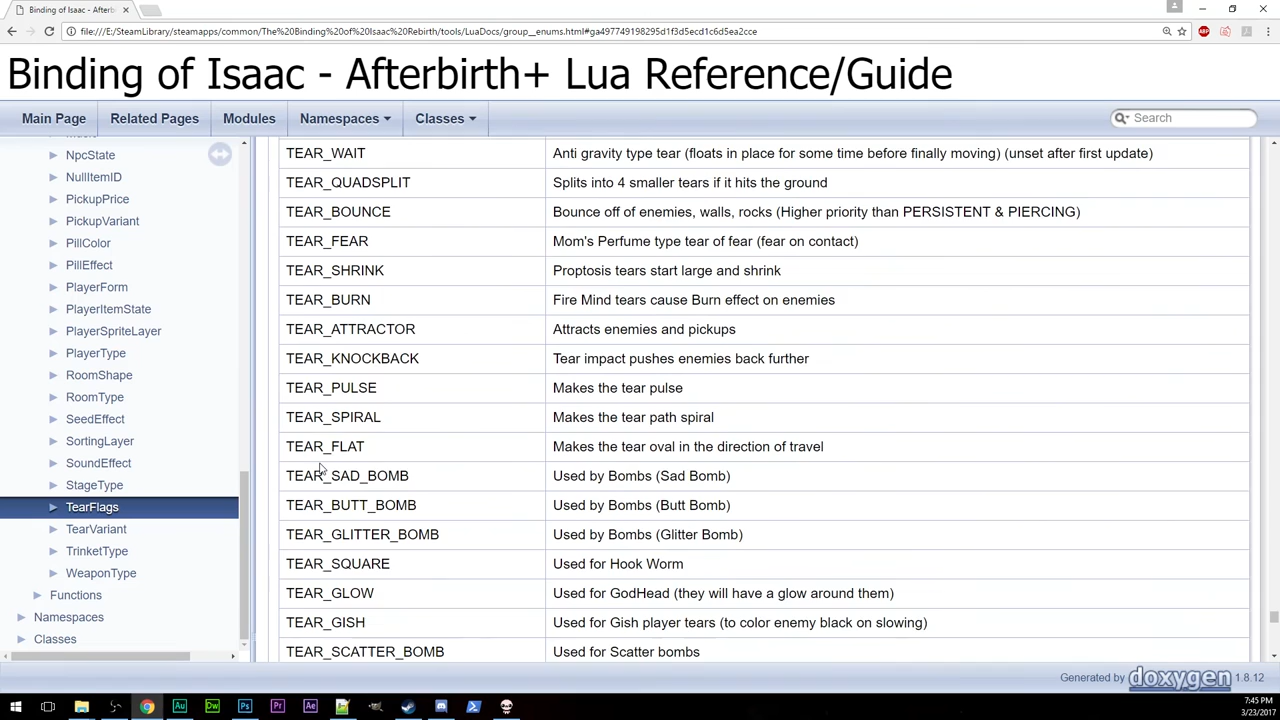 Binding of Isaac - Afterb
file:///E:/SteamLibrary/steamapps/common/The%20Binding%20of%20Isaac%20Rebirth/tools/LuaDocs/group__enums.html#ga497749198295d1f3d5ecd1c6d5ea2cce
Binding of Isaac - Afterbirth+ Lua Reference/Guide
Main Page Related Pages Modules Namespaces Classes Search
NpcState
NullItemID
PickupPrice
PickupVariant
PillColor
PillEffect
PlayerForm
PlayerItemState
PlayerSpriteLayer
PlayerType
RoomShape
RoomType
SeedEffect
SortingLayer
SoundEffect
StageType
TearFlags
TearVariant
TrinketType
WeaponType
Functions
Namespaces
Classes
TEAR_WAIT Anti gravity type tear (floats in place for some time before finally moving) (unset after first update)
TEAR_QUADSPLIT Splits into 4 smaller tears if it hits the ground
TEAR_BOUNCE Bounce off of enemies, walls, rocks (Higher priority than PERSISTENT & PIERCING)
TEAR_FEAR Mom's Perfume type tear of fear (fear on contact)
TEAR_SHRINK Proptosis tears start large and shrink
TEAR_BURN Fire Mind tears cause Burn effect on enemies
TEAR_ATTRACTOR Attracts enemies and pickups
TEAR_KNOCKBACK Tear impact pushes enemies back further
TEAR_PULSE Makes the tear pulse
TEAR_SPIRAL Makes the tear path spiral
TEAR_FLAT Makes the tear oval in the direction of travel
TEAR_SAD_BOMB Used by Bombs (Sad Bomb)
TEAR_BUTT_BOMB Used by Bombs (Butt Bomb)
TEAR_GLITTER_BOMB Used by Bombs (Glitter Bomb)
TEAR_SQUARE Used for Hook Worm
TEAR_GLOW Used for GodHead (they will have a glow around them)
TEAR_GISH Used for Gish player tears (to color enemy black on slowing)
TEAR_SCATTER_BOMB Used for Scatter bombs
Generated by doxygen 1.8.12
Au Dw Ps Pr Ae
7:45 PM
3/23/2017